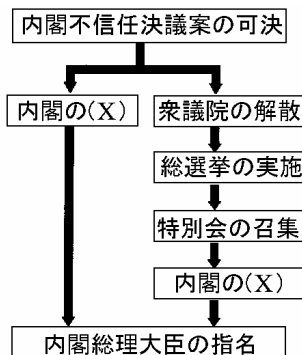 内閣不信任決議案の可決
内閣の(X)
衆議院の解散
総選挙の実施
特別会の召集
内閣の(X)
内閣総理大臣の指名